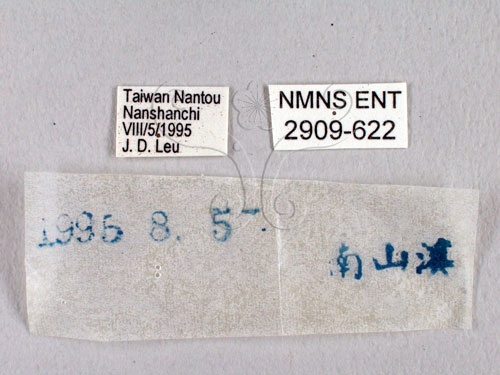 Taiwan Nantou
Nanshanchi
VIII/5/1995
J. D. Leu
NMNS ENT
2909-622
1995 8. 5
南山溪